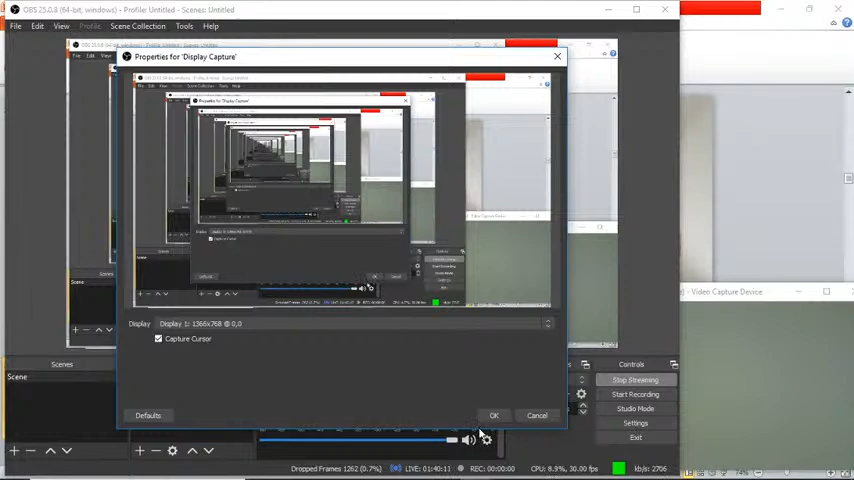 OBS 25.0.8 (64-bit, windows) - Profile: Untitled - Scenes: Untitled
File Edit View Profile Scene Collection Tools Help
Properties for 'Display Capture'
Display Display 1: 1366x768 @ 0,0
Capture Cursor
Defaults OK Cancel
Scenes
Scene
Controls
Stop Streaming
Start Recording
Studio Mode
Settings
Exit
] - Video Capture Device
Dropped Frames 1262 (0.7%) LIVE: 01:40:11 REC: 00:00:00 CPU: 8.9%, 30.00 fps kb/s: 2706